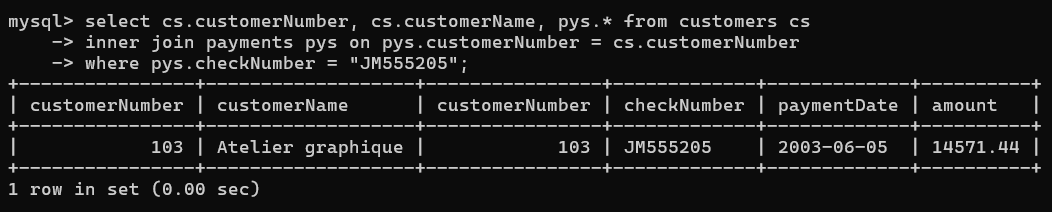 mysql> select cs.customerNumber, cs.customerName, pys.* from customers cs
    -> inner join payments pys on pys.customerNumber = cs.customerNumber
    -> where pys.checkNumber = "JM555205";
+----------------+-------------------+----------------+-------------+-------------+----------+
| customerNumber | customerName      | customerNumber | checkNumber | paymentDate | amount   |
+----------------+-------------------+----------------+-------------+-------------+----------+
|            103 | Atelier graphique |            103 | JM555205    | 2003-06-05  | 14571.44 |
+----------------+-------------------+----------------+-------------+-------------+----------+
1 row in set (0.00 sec)